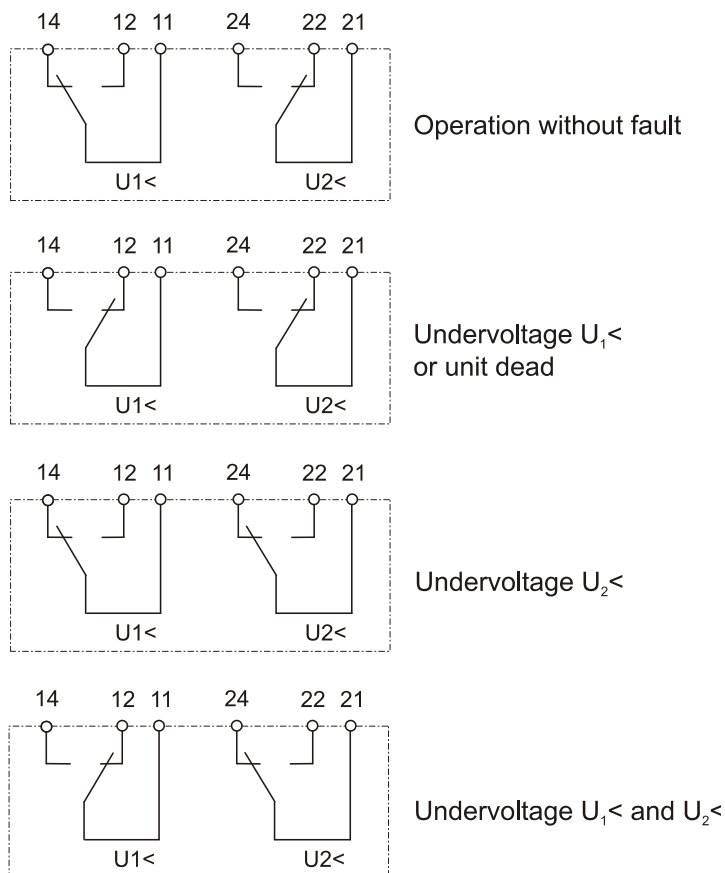 14 12 11 24 22 21
Operation without fault
U1< U2<
14 12 11 24 22 21
Undervoltage U₁<
or unit dead
U1< U2<
14 12 11 24 22 21
Undervoltage U₂<
U1< U2<
14 12 11 24 22 21
Undervoltage U₁< and U₂<
U1< U2<